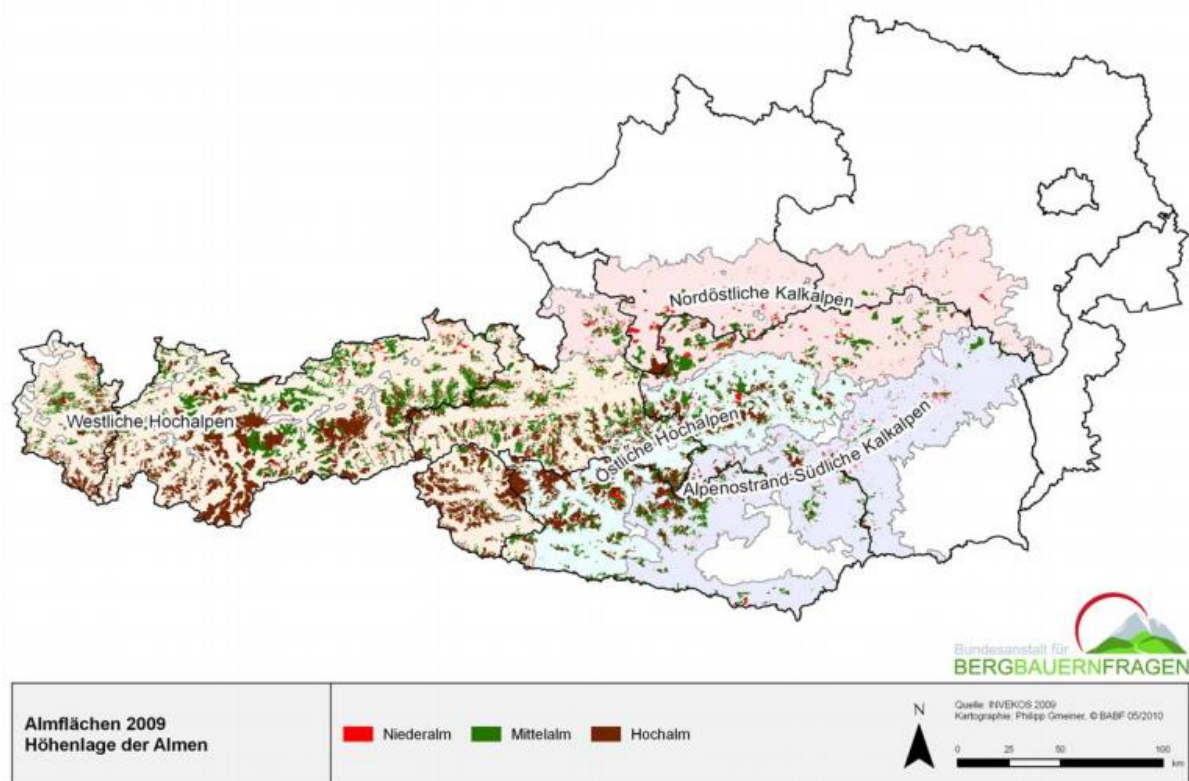 Nordöstliche Kalkalpen
Westliche Hochalpen
Östliche Hochalpen
Alpenostrand-Südliche Kalkalpen
Bundesanstalt für
BERGBAUERNFRAGEN
Almflächen 2009
Höhenlage der Almen
Niederalm Mittelalm Hochalm
N
Quelle: INVEKOS 2009
Kartographie: Philipp Gmeiner, © BABF 05/2010
0 25 50 100
km